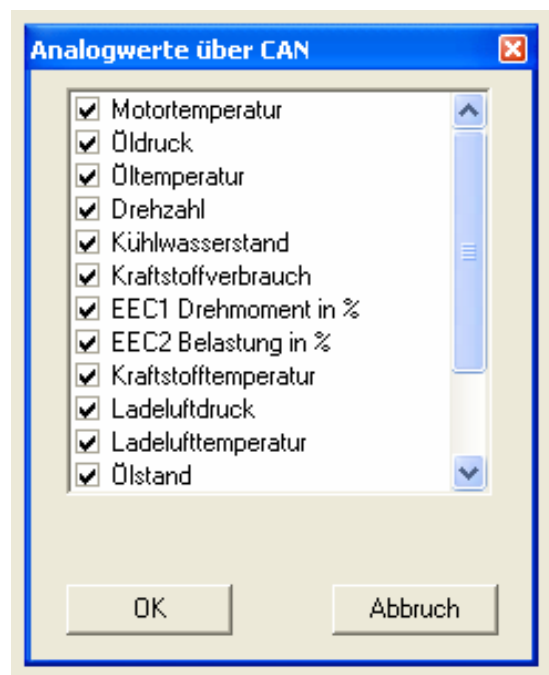 Analogwerte über CAN
Motortemperatur
Öldruck
Öltemperatur
Drehzahl
Kühlwasserstand
Kraftstoffverbrauch
EEC1 Drehmoment in %
EEC2 Belastung in %
Kraftstofftemperatur
Ladeluftdruck
Ladelufttemperatur
Ölstand
OK Abbruch